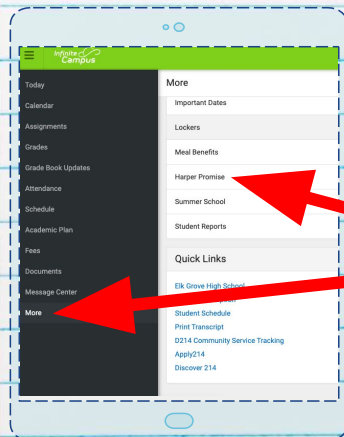 Infinite
Campus
Today
Calendar
Assignments
Grades
Grade Book Updates
Attendance
Schedule
Academic Plan
Fees
Documents
Message Center
More
More
Important Dates
Lockers
Meal Benefits
Harper Promise
Summer School
Student Reports
Quick Links
Elk Grove High School
Student Schedule
Print Transcript
D214 Community Service Tracking
Apply214
Discover 214